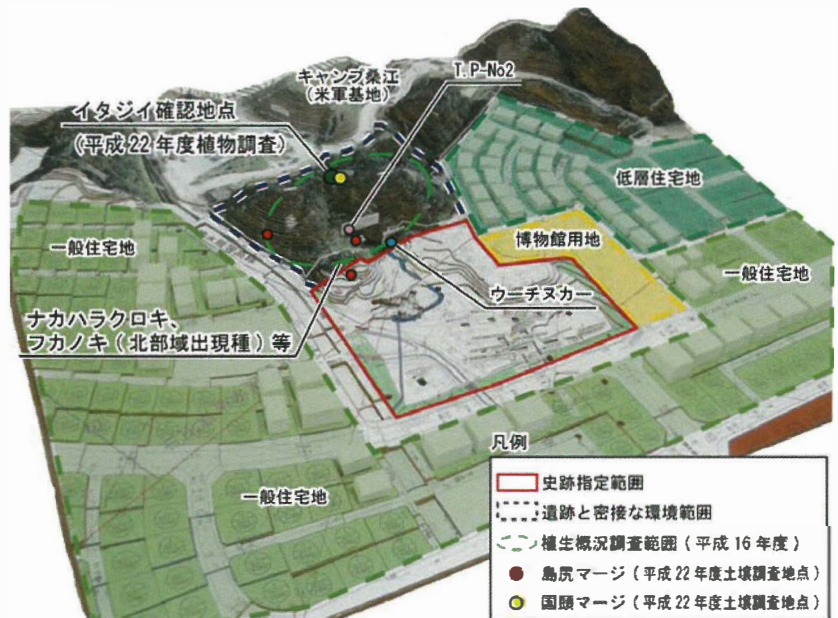 キャンプ桑江
(米軍基地)
T.P-No2
イタジイ確認地点
(平成22年度植物調査)
低層住宅地
一般住宅地
博物館用地
一般住宅地
ウーチヌカー
ナカハラクロキ、
フカノキ(北部域出現種)等
一般住宅地
凡例
史跡指定範囲
遺跡と密接な環境範囲
植生概況調査範囲(平成16年度)
島尻マージ(平成22年度土壌調査地点)
国頭マージ(平成22年度土壌調査地点)